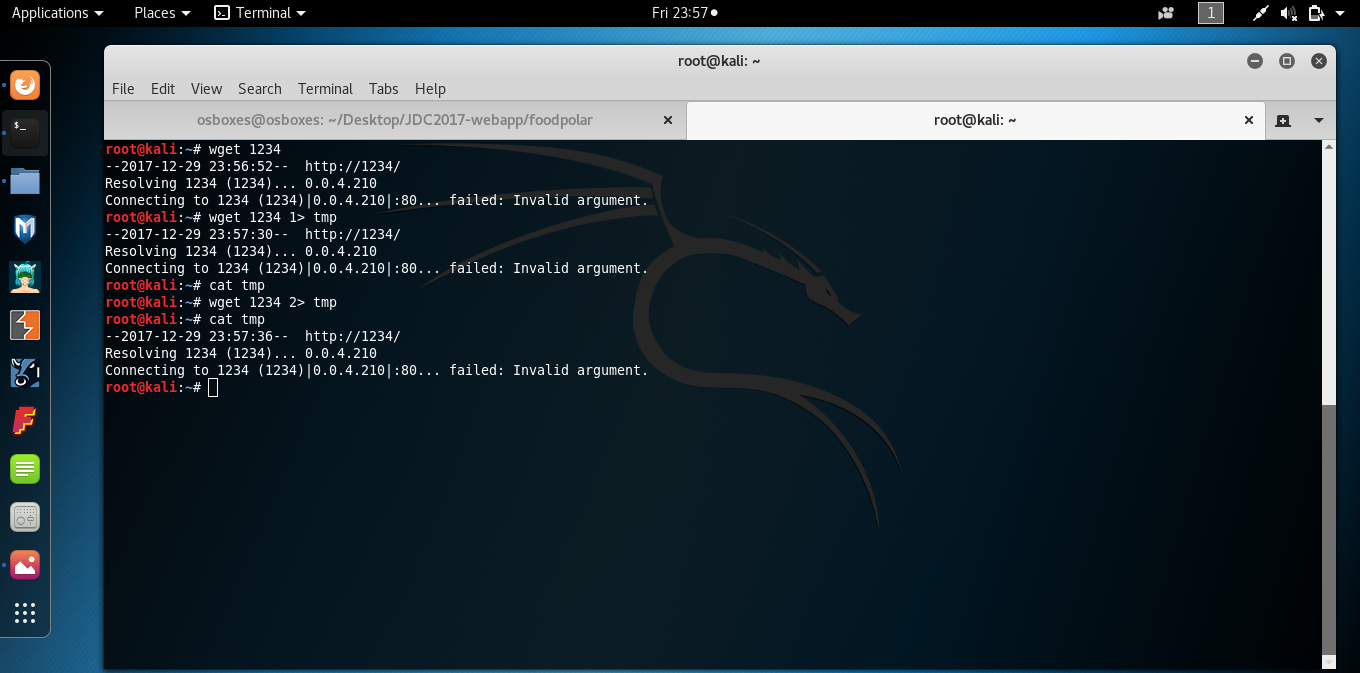 Applications Places Terminal Fri 23:57 1
root@kali: ~
File Edit View Search Terminal Tabs Help
osboxes@osboxes: ~/Desktop/JDC2017-webapp/foodpolar root@kali: ~
root@kali:~# wget 1234
--2017-12-29 23:56:52--  http://1234/
Resolving 1234 (1234)... 0.0.4.210
Connecting to 1234 (1234)|0.0.4.210|:80... failed: Invalid argument.
root@kali:~# wget 1234 1> tmp
--2017-12-29 23:57:30--  http://1234/
Resolving 1234 (1234)... 0.0.4.210
Connecting to 1234 (1234)|0.0.4.210|:80... failed: Invalid argument.
root@kali:~# cat tmp
root@kali:~# wget 1234 2> tmp
root@kali:~# cat tmp
--2017-12-29 23:57:36--  http://1234/
Resolving 1234 (1234)... 0.0.4.210
Connecting to 1234 (1234)|0.0.4.210|:80... failed: Invalid argument.
root@kali:~#